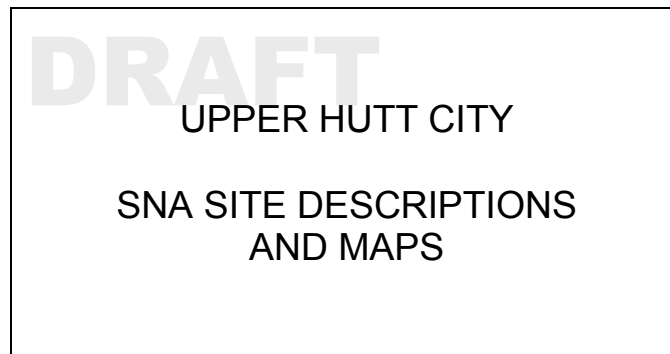 DRAFT
UPPER HUTT CITY
SNA SITE DESCRIPTIONS
AND MAPS